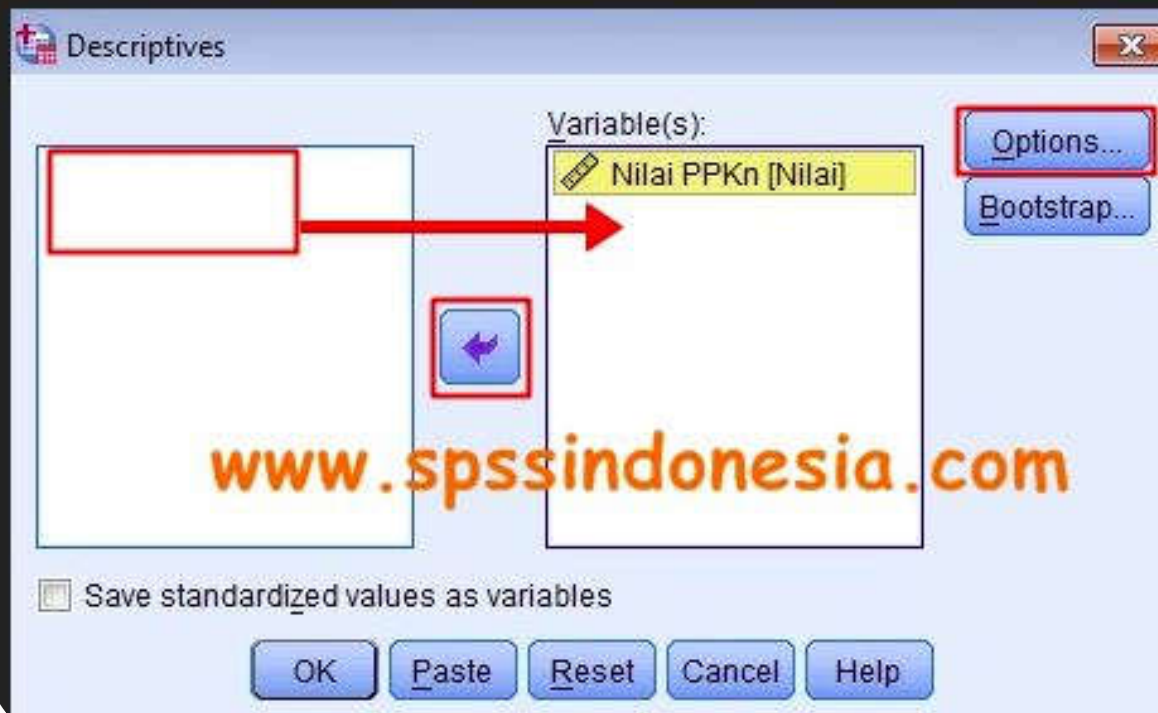 Descriptives
Variable(s):
Nilai PPKn [Nilai]
Options...
Bootstrap...
www.spssindonesia.com
Save standardized values as variables
OK Paste Reset Cancel Help